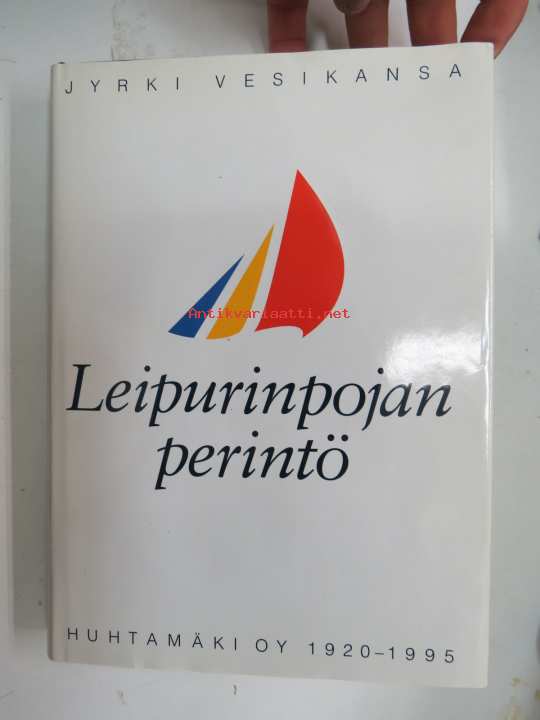 JYRKI VESIKANSA
Antikvariaatti.net
Leipurinpojan
perintö
HUHTAMÄKI OY 1920–1995